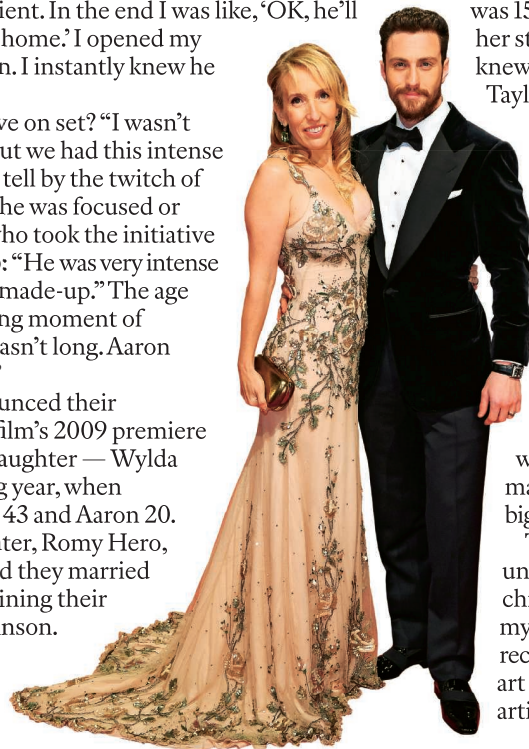 ient. In the end I was like, ‘OK, he’ll
home.’ I opened my
n. I instantly knew he
ve on set? “I wasn’t
ut we had this intense
tell by the twitch of
he was focused or
ho took the initiative
: “He was very intense
made-up.” The age
ng moment of
asn’t long. Aaron
unced their
film’s 2009 premiere
aughter — Wylda
g year, when
43 and Aaron 20.
ter, Romy Hero,
d they married
ining their
nson.
was 15
her st
knew
Tayl
w
ma
big
T
un
chi
my
rec
art
arti